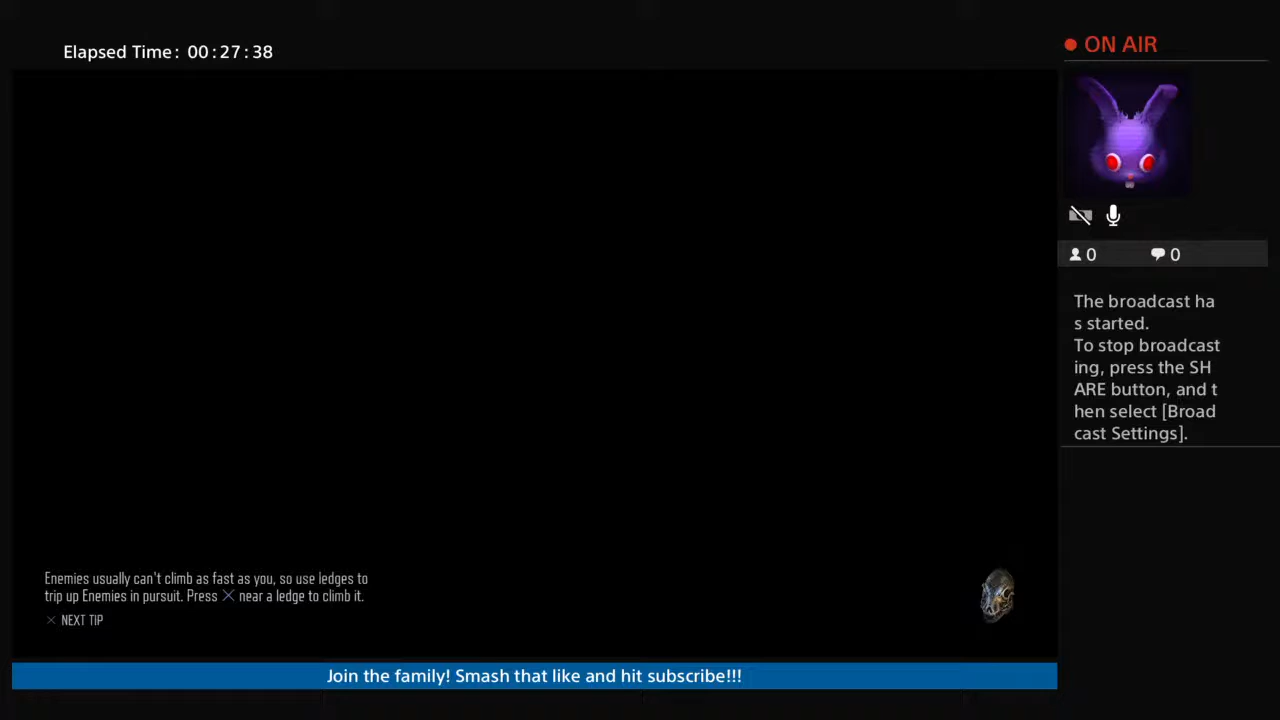 Elapsed Time: 00:27:38
ON AIR
0 0
The broadcast ha
s started.
To stop broadcast
ing, press the SH
ARE button, and t
hen select [Broad
cast Settings].
Enemies usually can't climb as fast as you, so use ledges to
trip up Enemies in pursuit. Press X near a ledge to climb it.
X NEXT TIP
Join the family! Smash that like and hit subscribe!!!